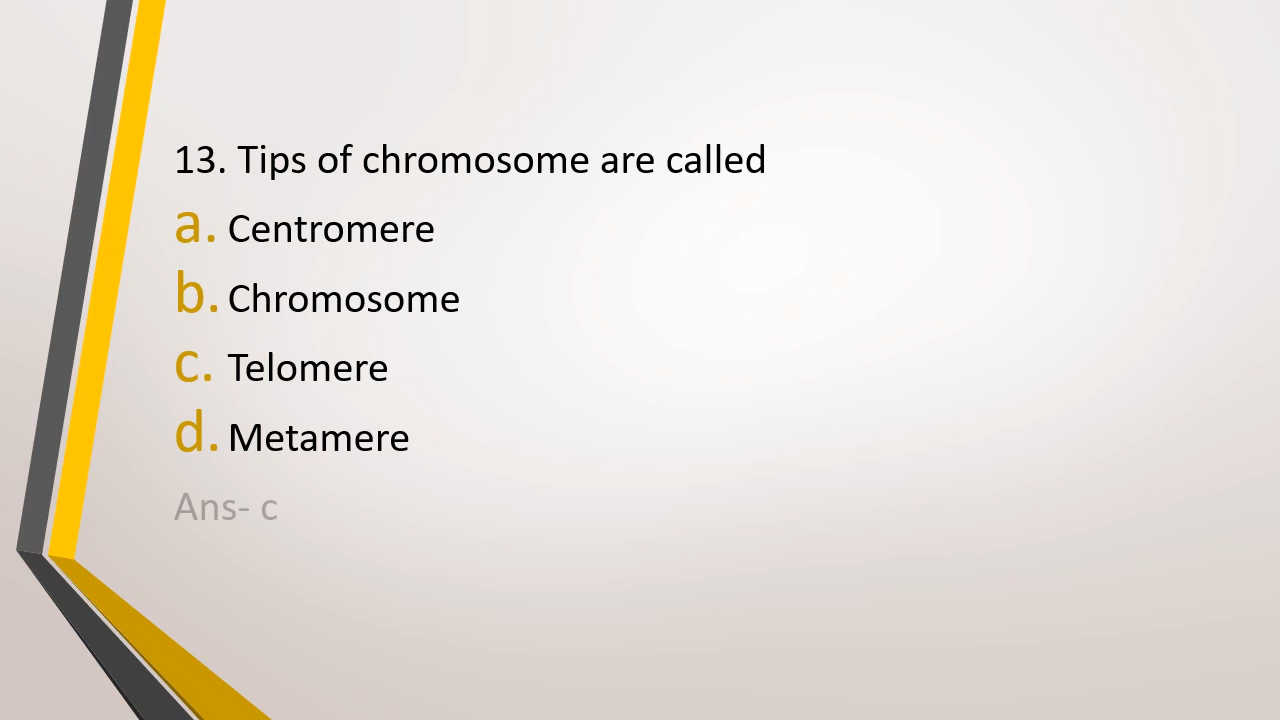 13. Tips of chromosome are called
a. Centromere
b. Chromosome
c. Telomere
d. Metamere
Ans- c